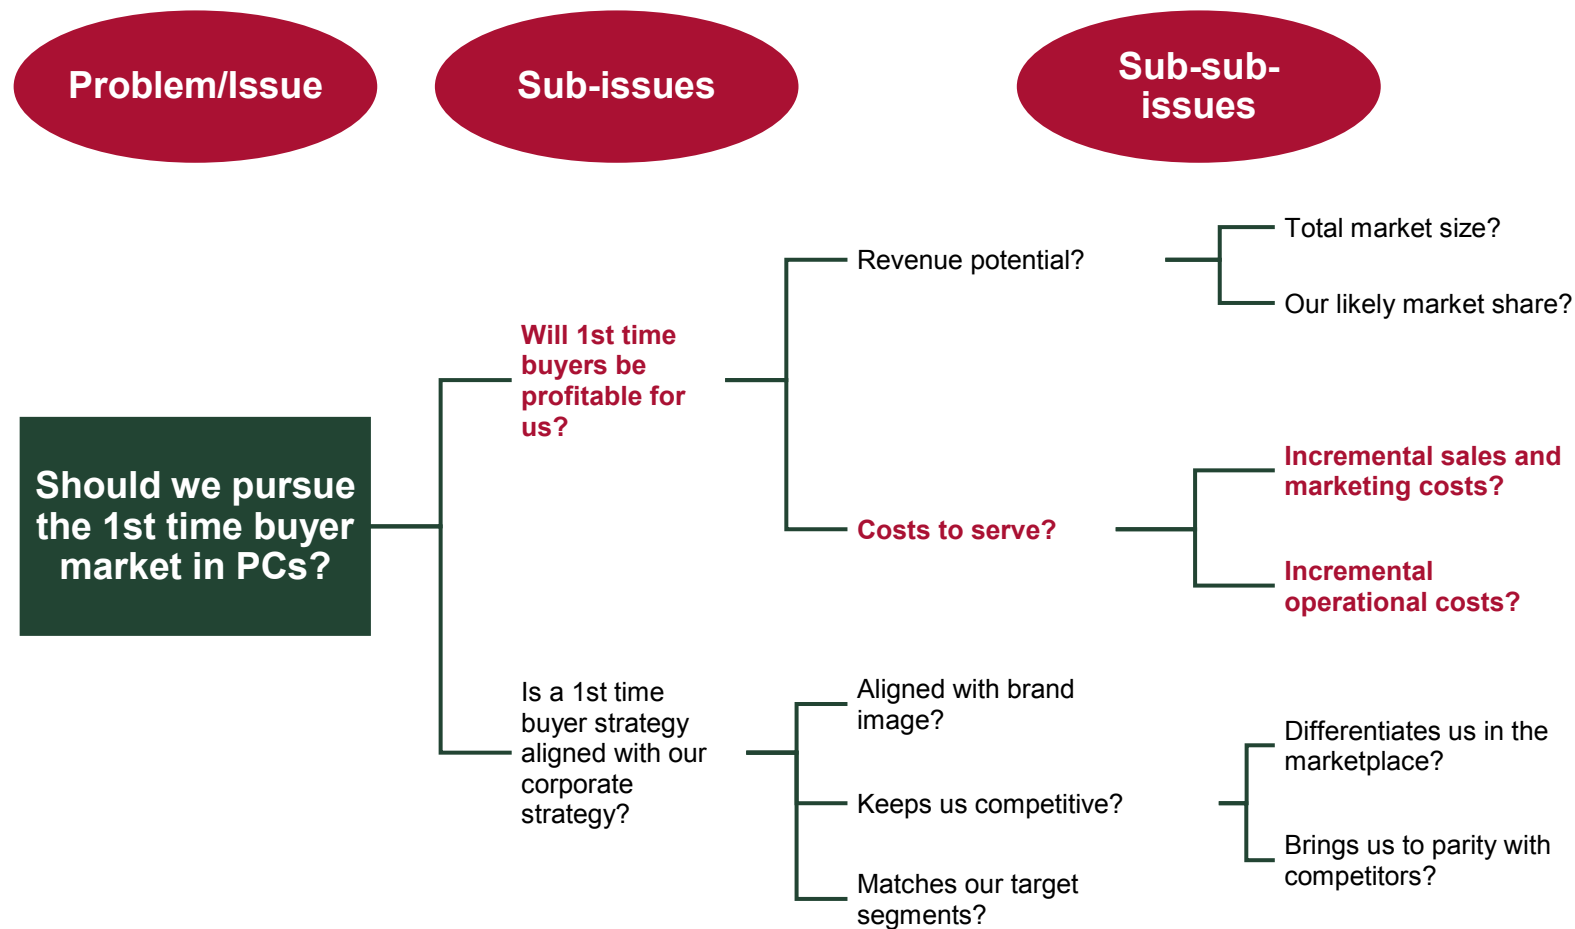 Problem/Issue
Sub-issues
Sub-sub-
issues
Should we pursue
the 1st time buyer
market in PCs?
Will 1st time
buyers be
profitable for
us?
Revenue potential?
Total market size?
Our likely market share?
Costs to serve?
Incremental sales and
marketing costs?
Incremental
operational costs?
Is a 1st time
buyer strategy
aligned with our
corporate
strategy?
Aligned with brand
image?
Keeps us competitive?
Differentiates us in the
marketplace?
Brings us to parity with
competitors?
Matches our target
segments?